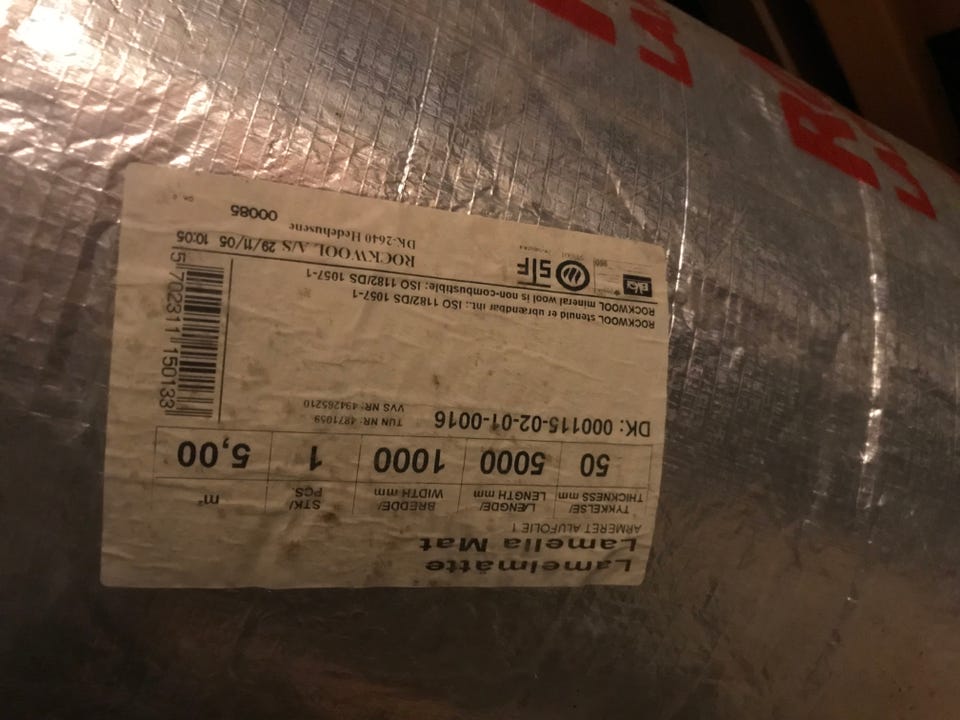 Lamelmåtte
Lamella Mat
ARMERET ALUFOLIE 1
TYKKELSE/ LÆNGDE/ BREDDE/ STK/ m²
THICKNESS mm LENGTH mm WIDTH mm PCS
50 5000 1000 1 5,00
DK: 000115-02-01-0016
TUN NR: 4871059
VVS NR: 494265210
5 702311 150133
ROCKWOOL stenuld er ubrændbar iht.: ISO 1182/DS 1057-1
ROCKWOOL mineral wool is non-combustible: ISO 1182/DS 1057-1
ROCKWOOL A/S 29/11/05 10:05
DK-2640 Hedehusene 00085